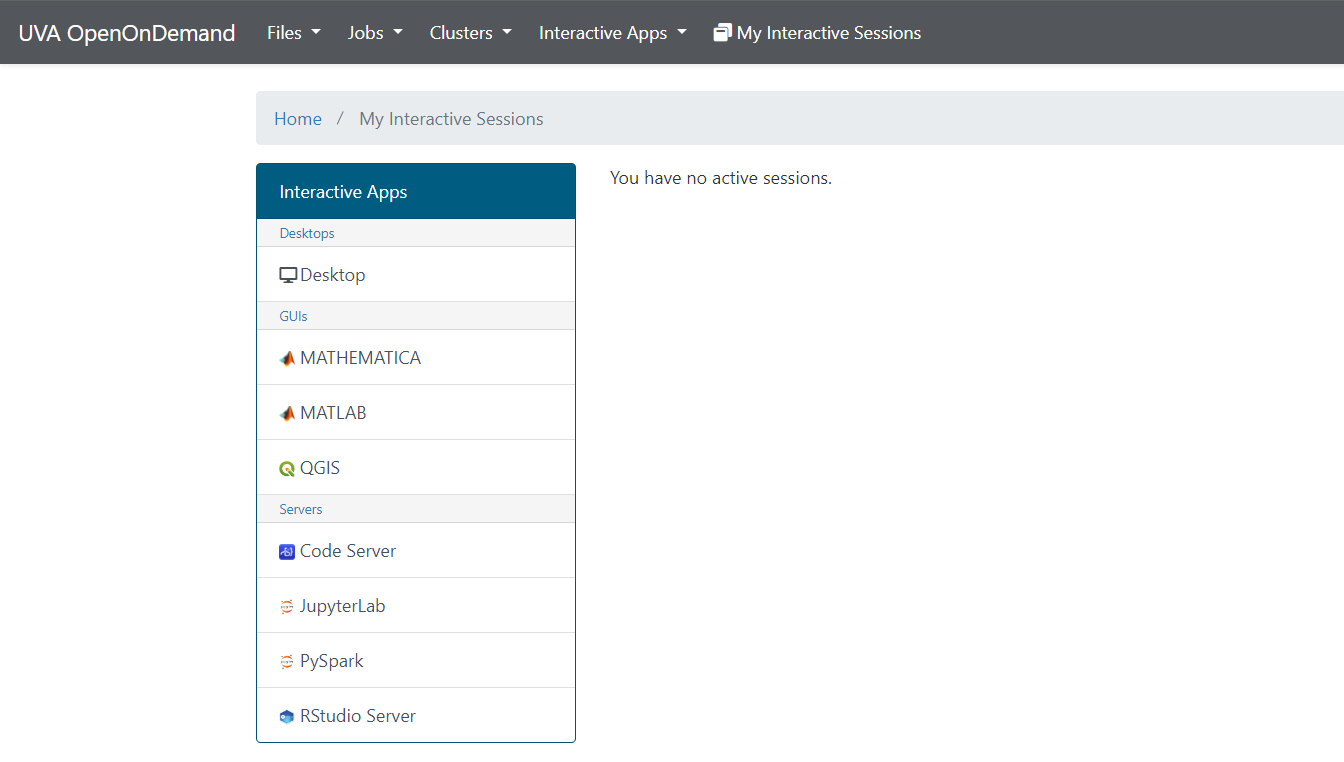 UVA OpenOnDemand Files Jobs Clusters Interactive Apps My Interactive Sessions
Home / My Interactive Sessions
Interactive Apps
You have no active sessions.
Desktops
Desktop
GUIs
MATHEMATICA
MATLAB
QGIS
Servers
Code Server
JupyterLab
PySpark
RStudio Server